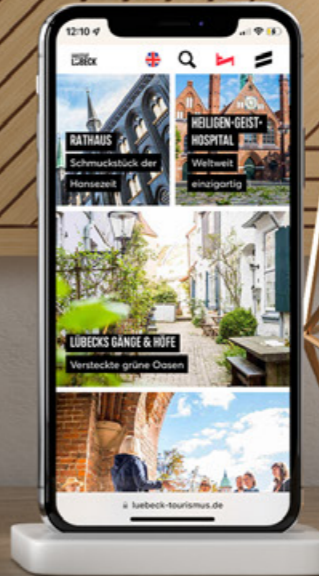 12:10
LÜBECK
RATHAUS
Schmuckstück der
Hansezeit
HEILIGEN-GEIST-
HOSPITAL
Weltweit
einzigartig
LÜBECKS GÄNGE & HÖFE
Versteckte grüne Oasen
luebeck-tourismus.de